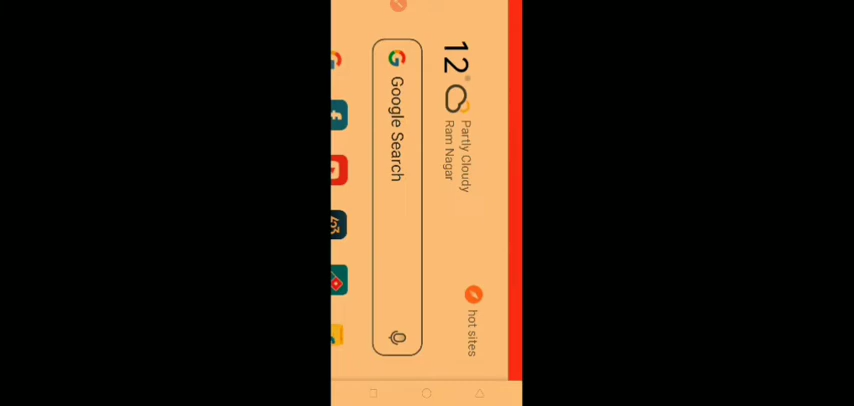 12°
Partly Cloudy
Ram Nagar
hot sites
Google Search